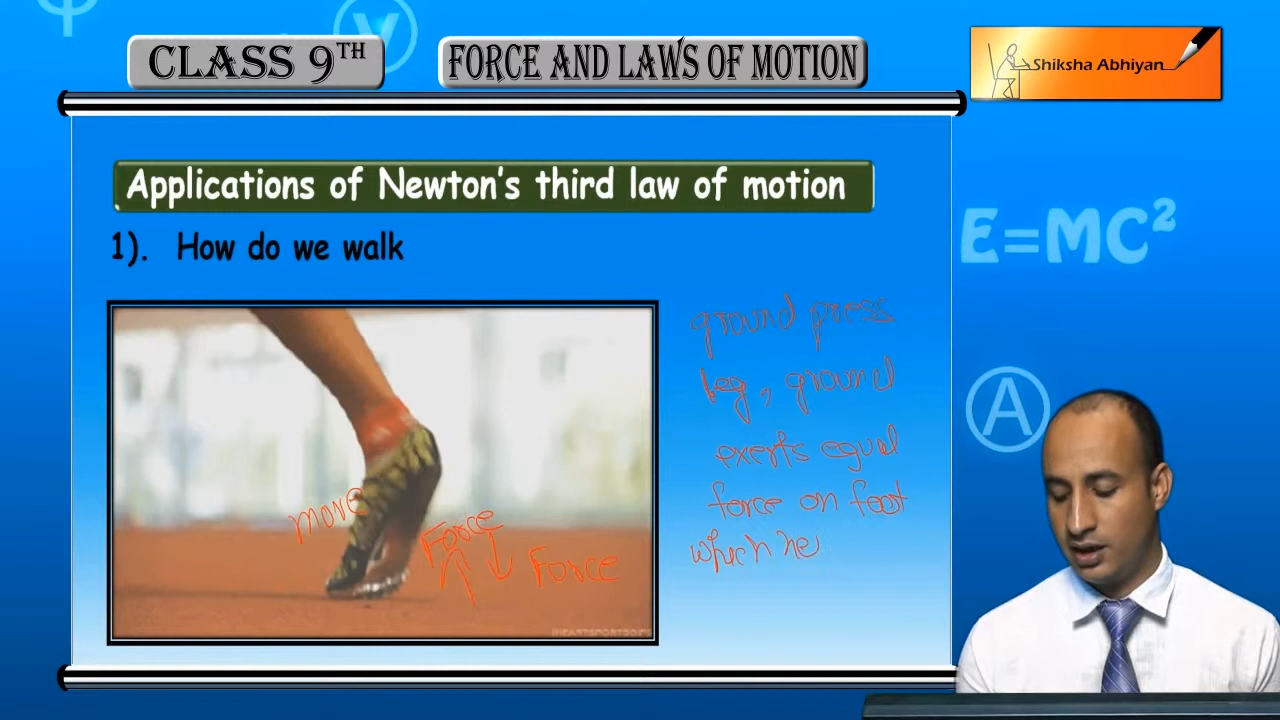 CLASS 9TH
FORCE AND LAWS OF MOTION
Shiksha Abhiyan
Applications of Newton's third law of motion
1). How do we walk
E=MC²
A
ground press
leg, ground
exerts equal
force on foot
which he
move
Force
Force